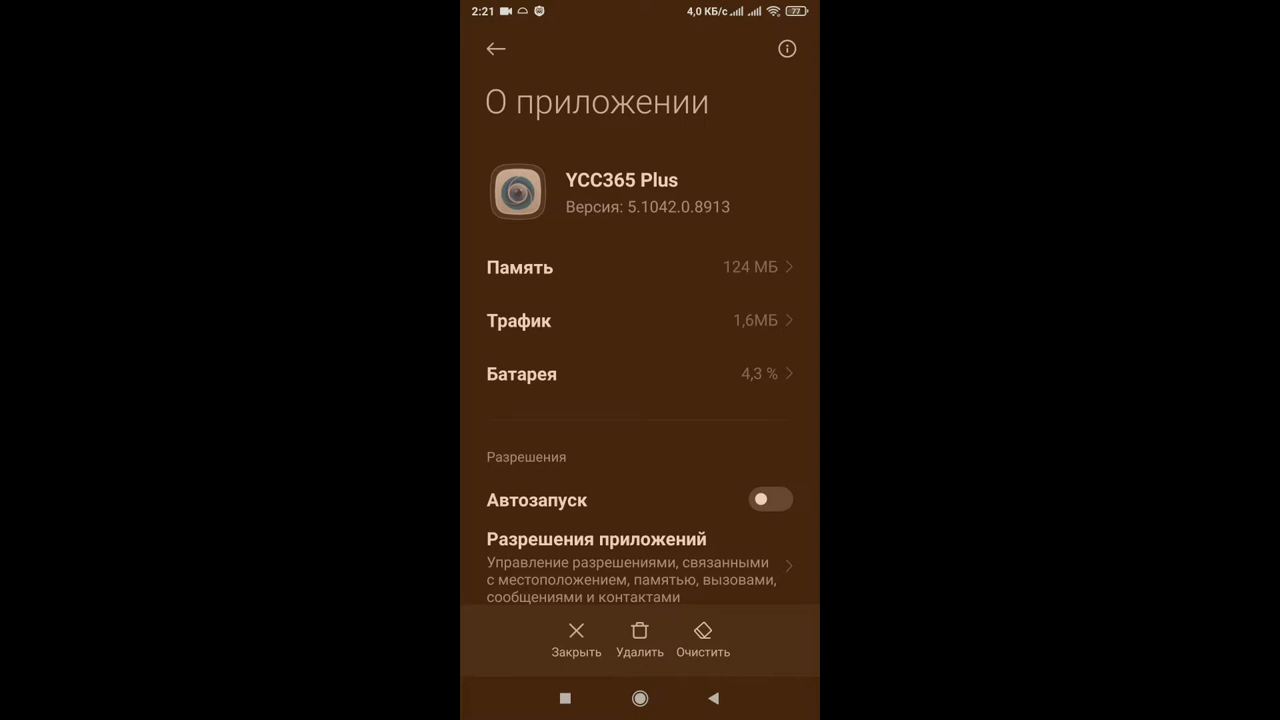 2:21
4,0 КБ/с
77
О приложении
YCC365 Plus
Версия: 5.1042.0.8913
Память
124 МБ
Трафик
1,6МБ
Батарея
4,3 %
Разрешения
Автозапуск
Разрешения приложений
Управление разрешениями, связанными
с местоположением, памятью, вызовами,
сообщениями и контактами
Закрыть
Удалить
Очистить